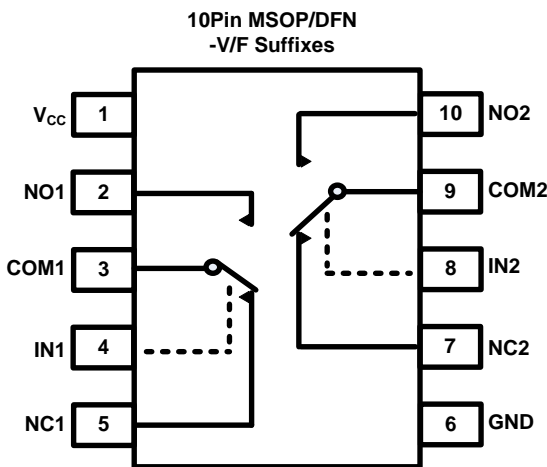 10Pin MSOP/DFN
-V/F Suffixes
VCC 1
10 NO2
NO1 2
9 COM2
COM1 3
8 IN2
IN1 4
7 NC2
NC1 5
6 GND